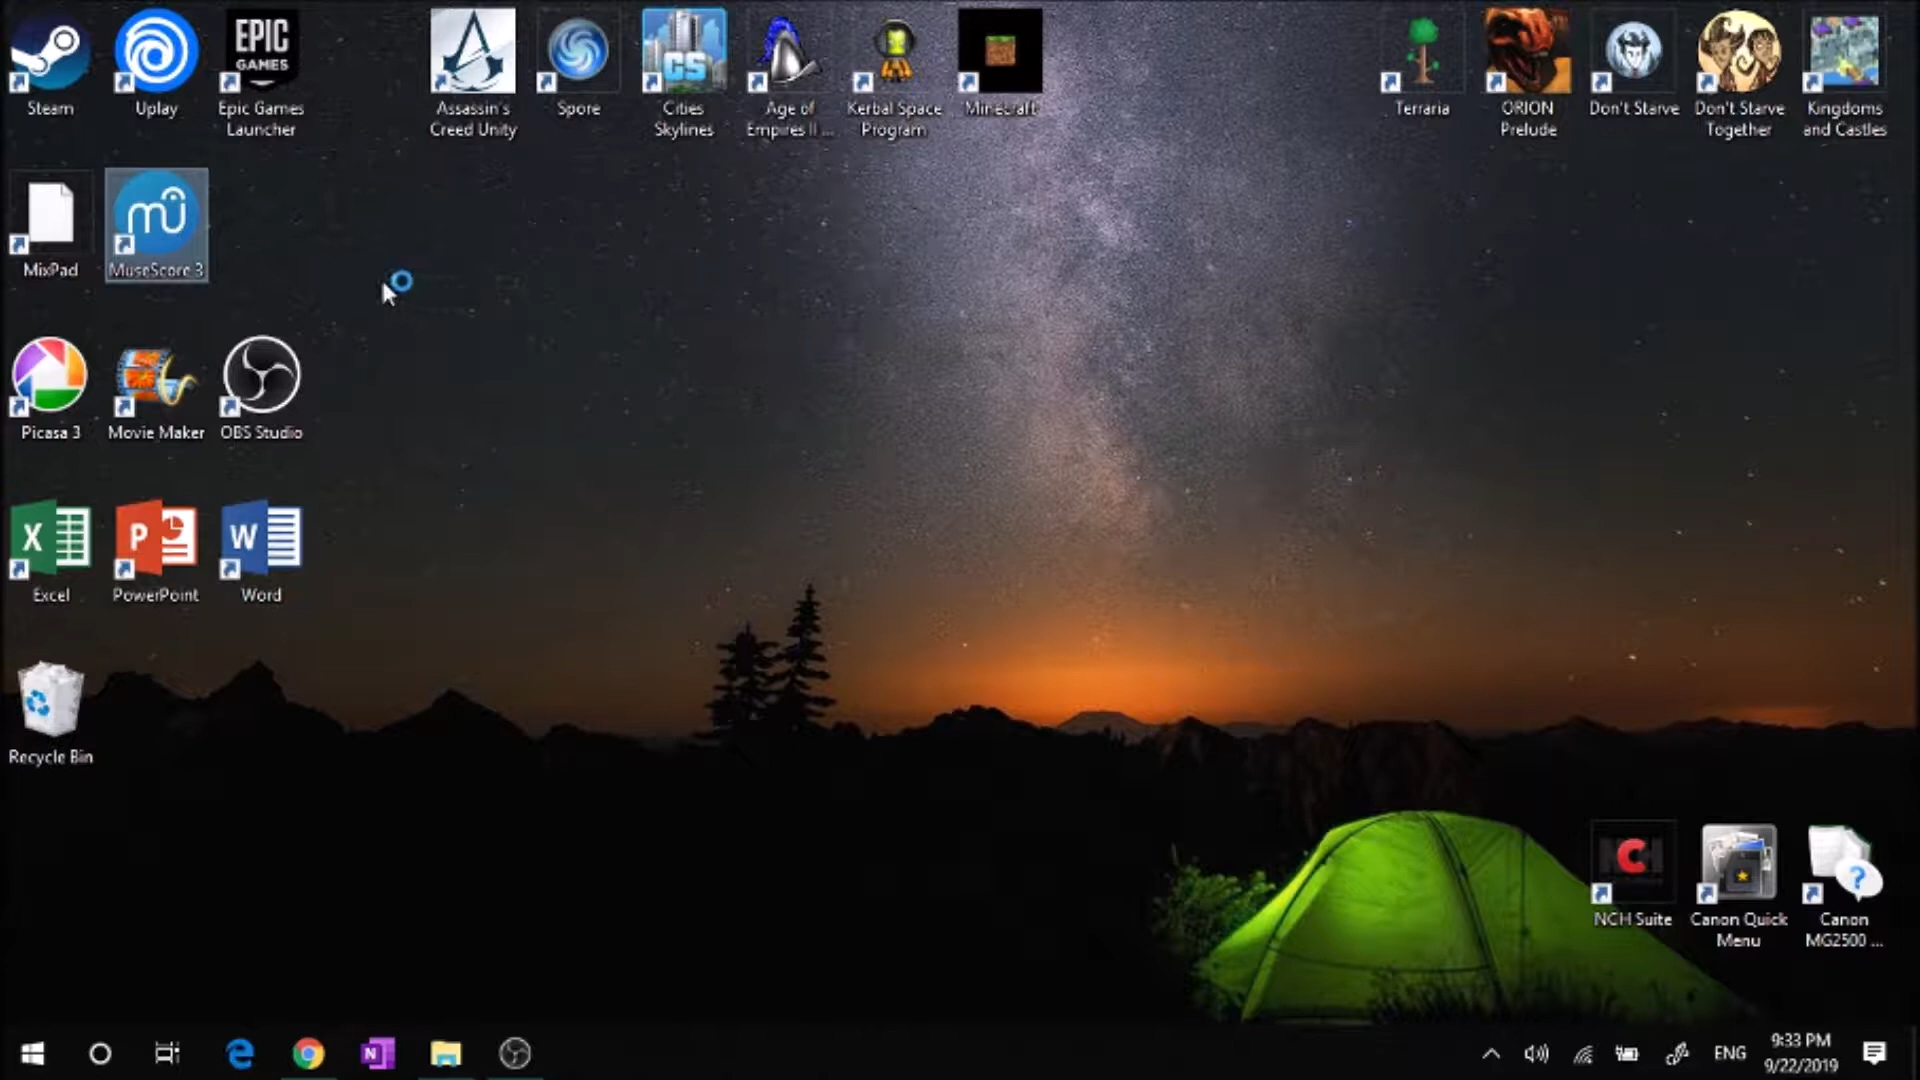 EPIC
GAMES
CS
Steam
Uplay
Epic Games
Launcher
Assassin's
Creed Unity
Spore
Cities
Skylines
Age of
Empires II ...
Kerbal Space
Program
Minecraft
Terraria
ORION
Prelude
Don't Starve
Don't Starve
Together
Kingdoms
and Castles
MixPad
MuseScore 3
Picasa 3
Movie Maker
OBS Studio
X
P
W
Excel
PowerPoint
Word
Recycle Bin
NCH
NCH Suite
Canon Quick
Menu
?
Canon
MG2500 ...
N
ENG
9:33 PM
9/22/2019